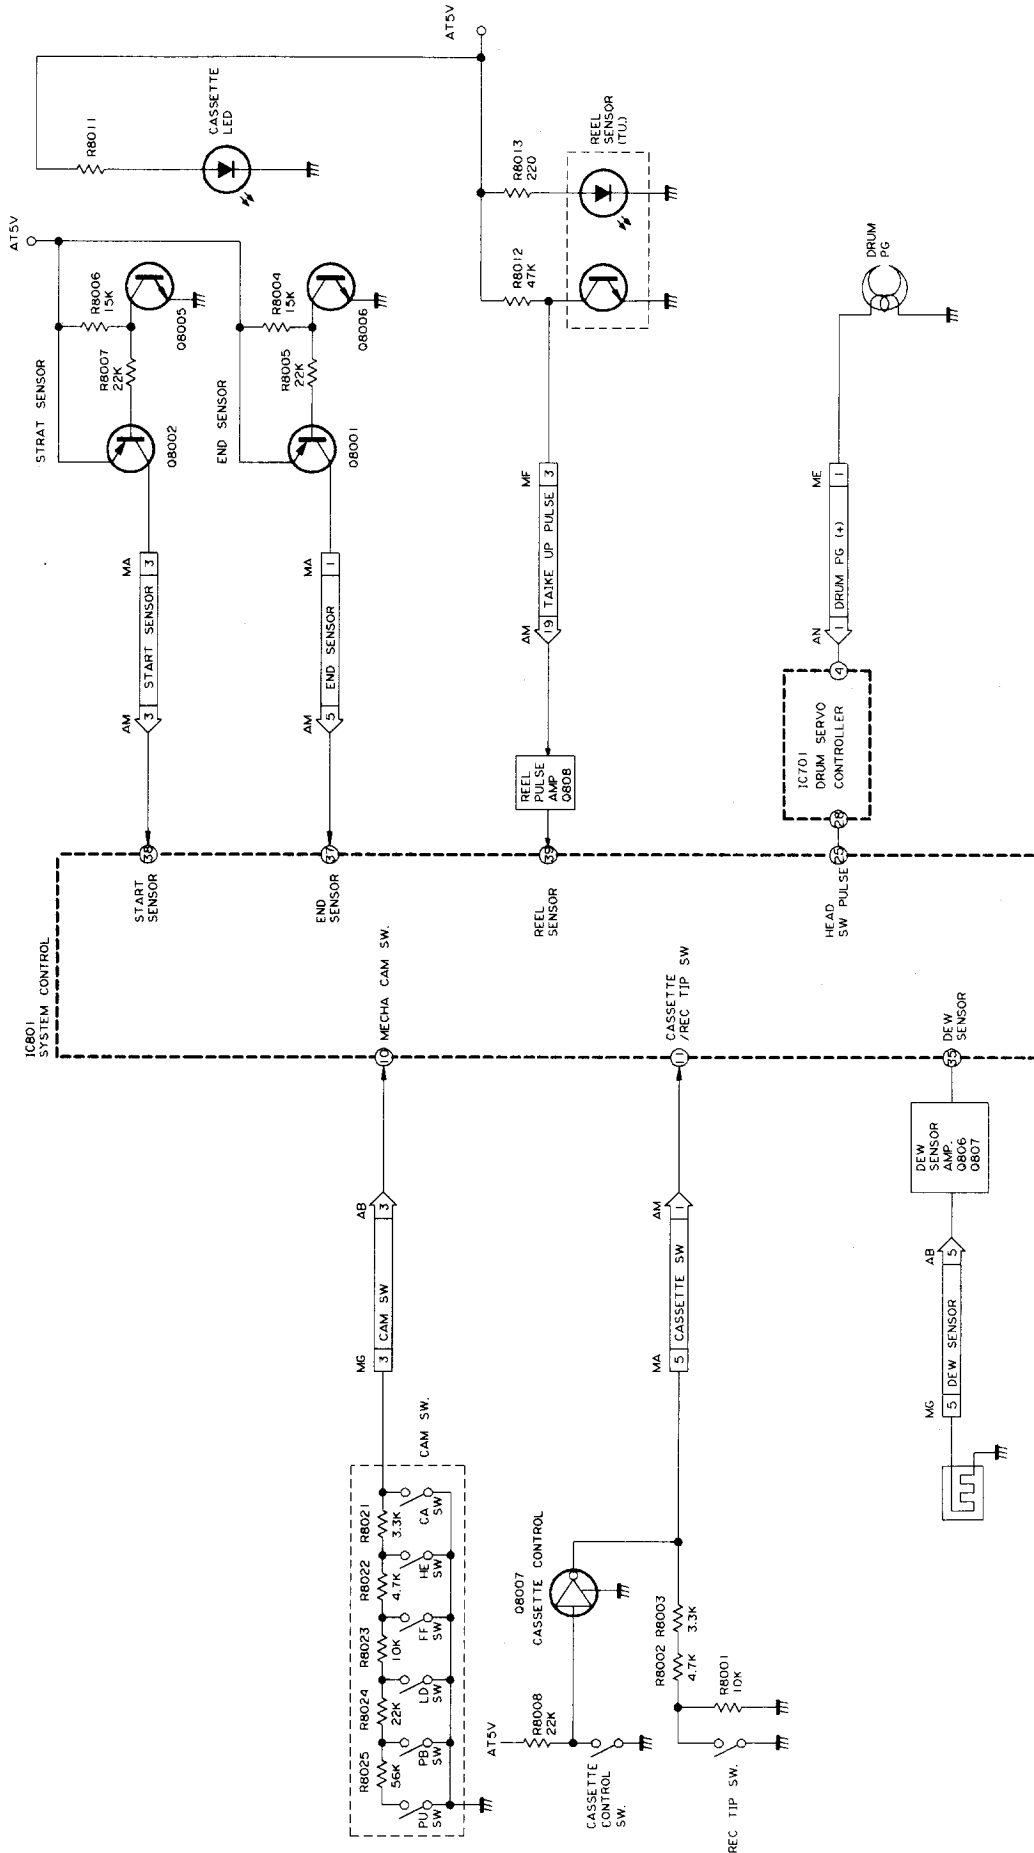 AT5V
R8011
CASSETTE
LED
AT5V
R8006
15K
R8007
22K
Q8005
STRAT SENSOR
Q8002
R8004
15K
R8005
22K
Q8006
END SENSOR
Q8001
MA
3
START SENSOR
3
AM
MA
1
END SENSOR
5
AM
38
START
SENSOR
37
END
SENSOR
R8013
220
R8012
47K
REEL
SENSOR
(T.U.)
MF
3
TAIKE UP PULSE
19
AM
REEL
PULSE
AMP
Q808
39
REEL
SENSOR
DRUM
PG
ME
1
DRUM PG (+)
1
AN
4
IC701
DRUM SERVO
CONTROLLER
28
25
HEAD
SW PULSE
IC801
SYSTEM CONTROL
10
MECHA CAM SW.
AB
3
CAM SW
3
MG
CAM SW.
R8021
3.3K
R8022
4.7K
R8023
10K
R8024
22K
R8025
56K
CA
SW
HE
SW
FF
SW
LD
SW
PB
SW
PU
SW
11
CASSETTE
/REC TIP SW
AM
1
CASSETTE SW
5
MA
Q8007
CASSETTE CONTROL
R8003
3.3K
R8002
4.7K
R8001
10K
AT5V
R8008
22K
CASSETTE
CONTROL
SW.
REC TIP SW.
35
DEW
SENSOR
DEW
SENSOR
AMP.
Q806
Q807
AB
5
DEW SENSOR
5
MG